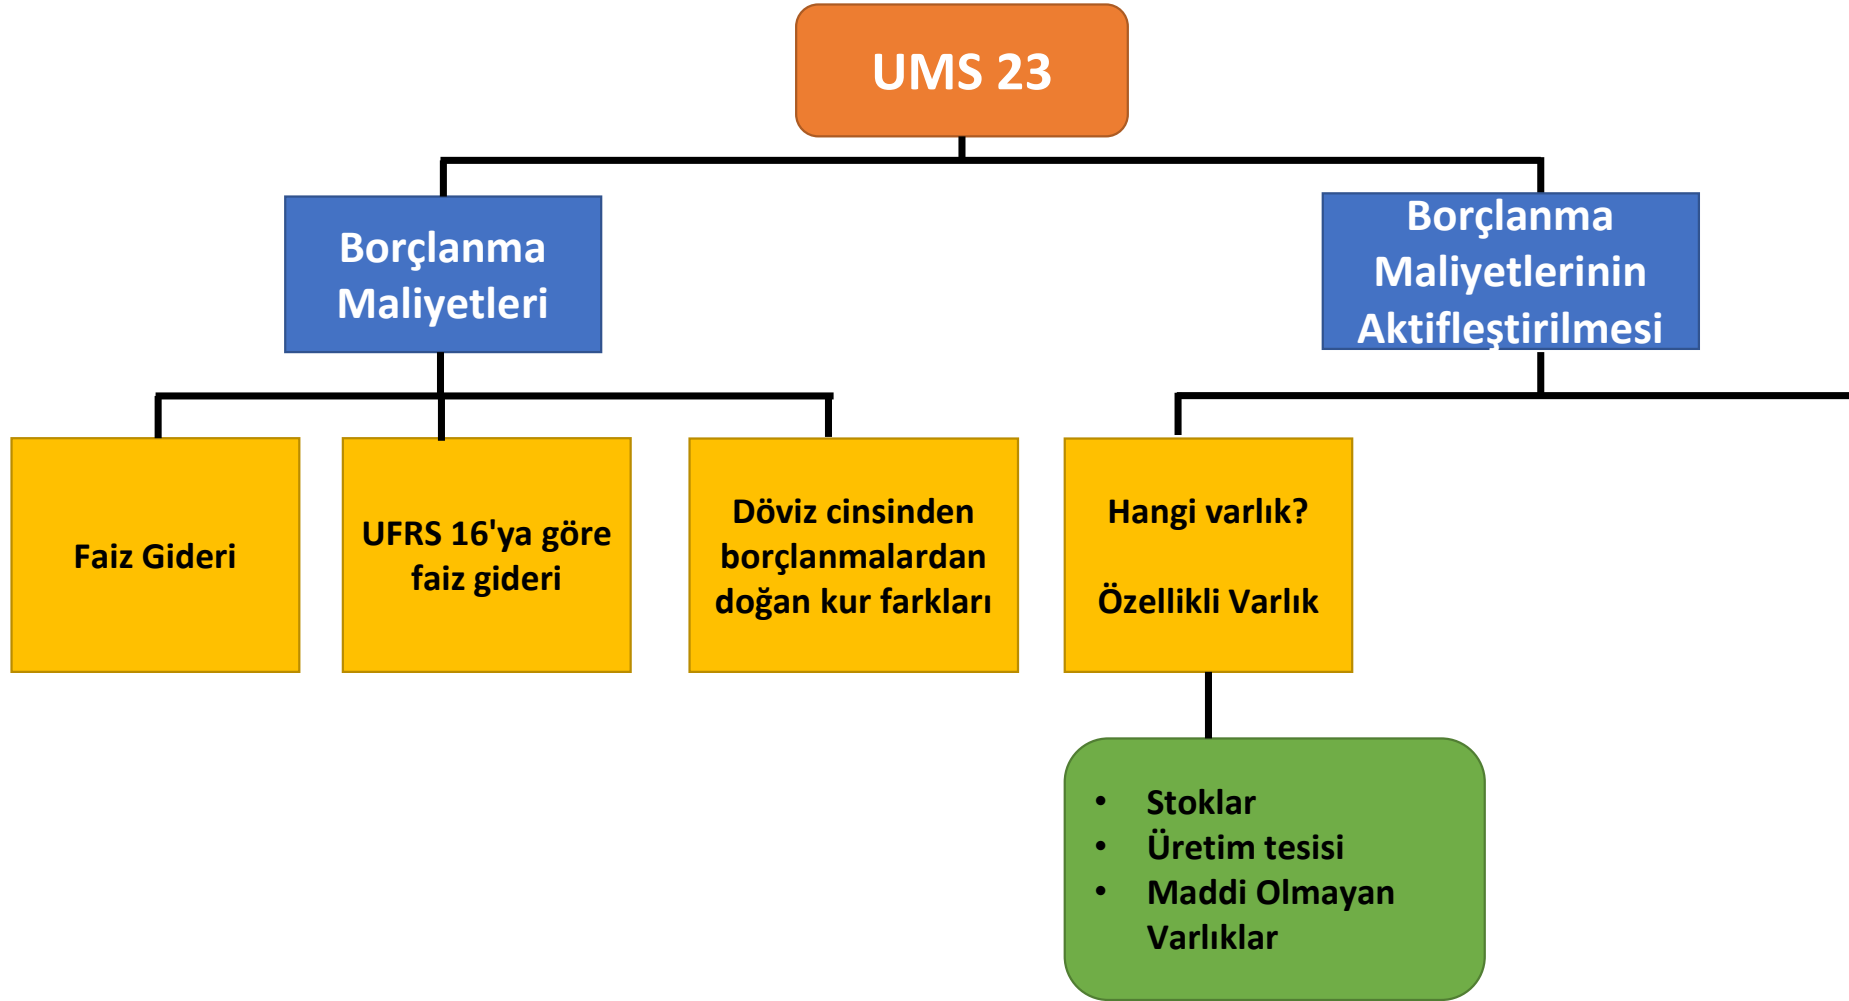 UMS 23
Borçlanma
Maliyetleri
Borçlanma
Maliyetlerinin
Aktifleştirilmesi
Faiz Gideri
UFRS 16'ya göre
faiz gideri
Döviz cinsinden
borçlanmalardan
doğan kur farkları
Hangi varlık?
Özellikli Varlık
• Stoklar
• Üretim tesisi
• Maddi Olmayan
Varlıklar